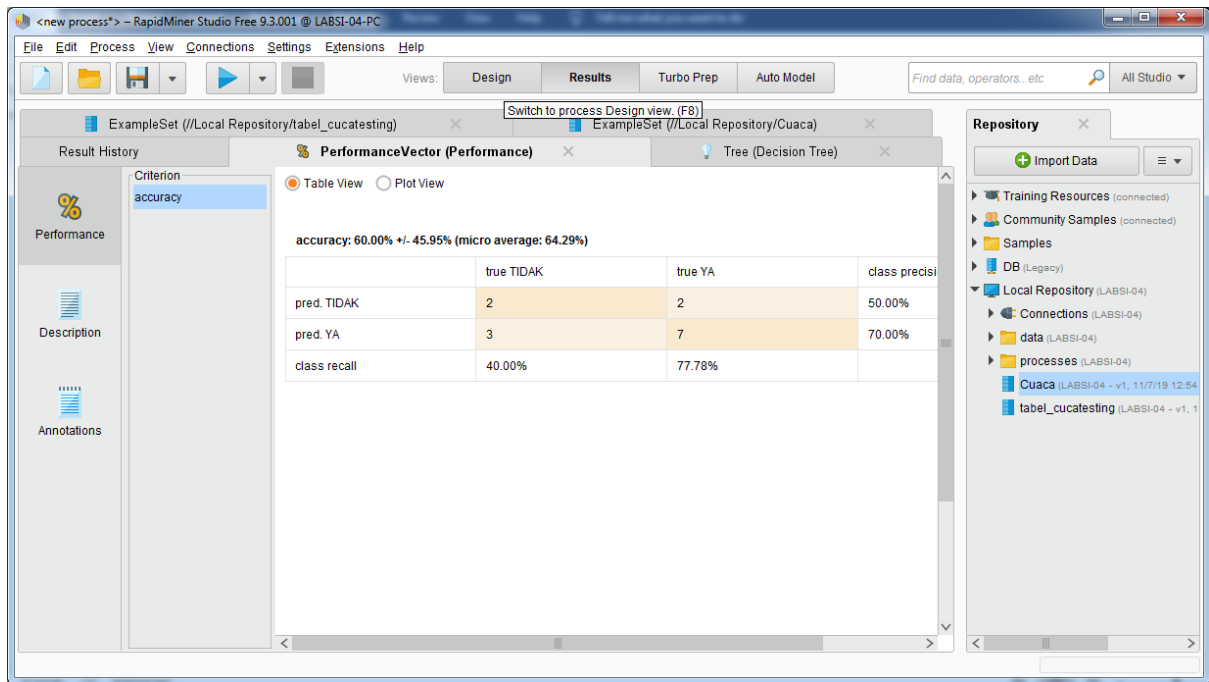 <new process*> – RapidMiner Studio Free 9.3.001 @ LABSI-04-PC
File Edit Process View Connections Settings Extensions Help
Views: Design Results Turbo Prep Auto Model Find data, operators...etc All Studio
Switch to process Design view. (F8)
ExampleSet (//Local Repository/tabel_cucatesting) ExampleSet (//Local Repository/Cuaca)
Result History % PerformanceVector (Performance) Tree (Decision Tree)
Criterion
accuracy
%
Performance
Description
Annotations
Table View Plot View
accuracy: 60.00% +/- 45.95% (micro average: 64.29%)
true TIDAK true YA class precisi
pred. TIDAK 2 2 50.00%
pred. YA 3 7 70.00%
class recall 40.00% 77.78%
Repository
Import Data
Training Resources (connected)
Community Samples (connected)
Samples
DB (Legacy)
Local Repository (LABSI-04)
Connections (LABSI-04)
data (LABSI-04)
processes (LABSI-04)
Cuaca (LABSI-04 - v1, 11/7/19 12:54
tabel_cucatesting (LABSI-04 - v1, 1